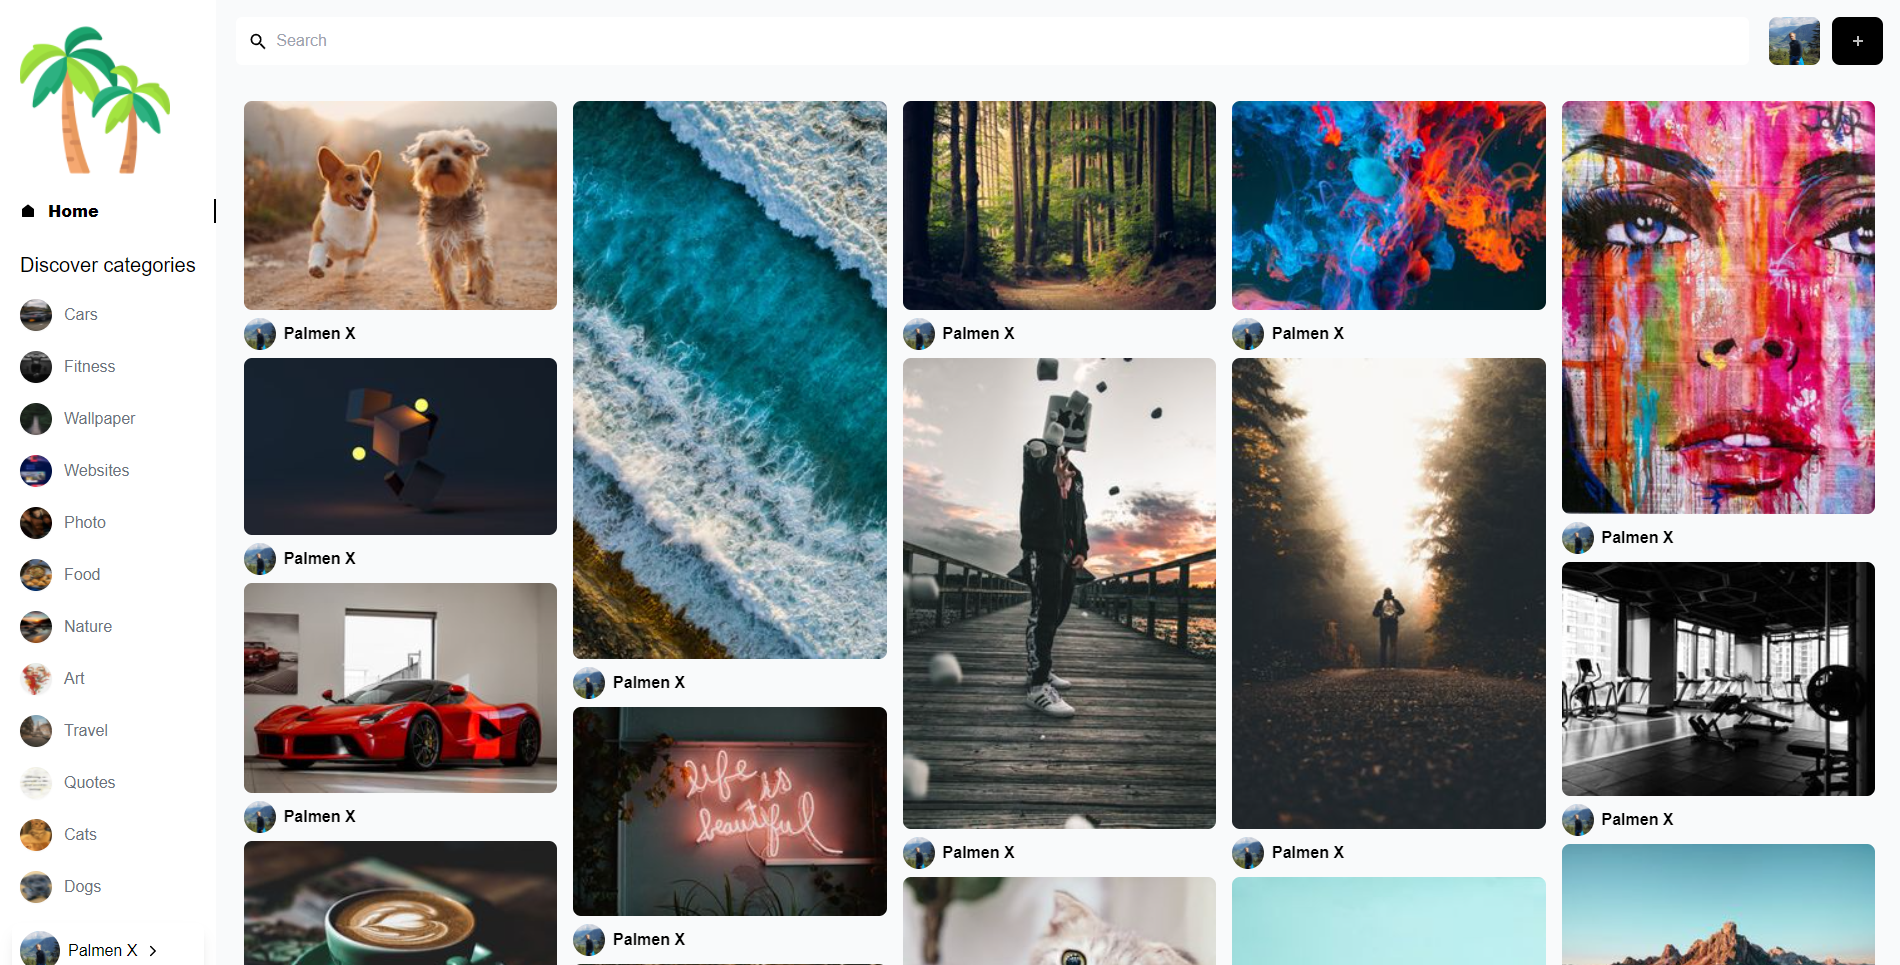 Search
+
Home
Discover categories
Cars
Fitness
Wallpaper
Websites
Photo
Food
Nature
Art
Travel
Quotes
Cats
Dogs
Palmen X
Palmen X
Palmen X
Palmen X
Palmen X
life is
beautiful
Palmen X
Palmen X
Palmen X
Palmen X
Palmen X
Palmen X
Palmen X